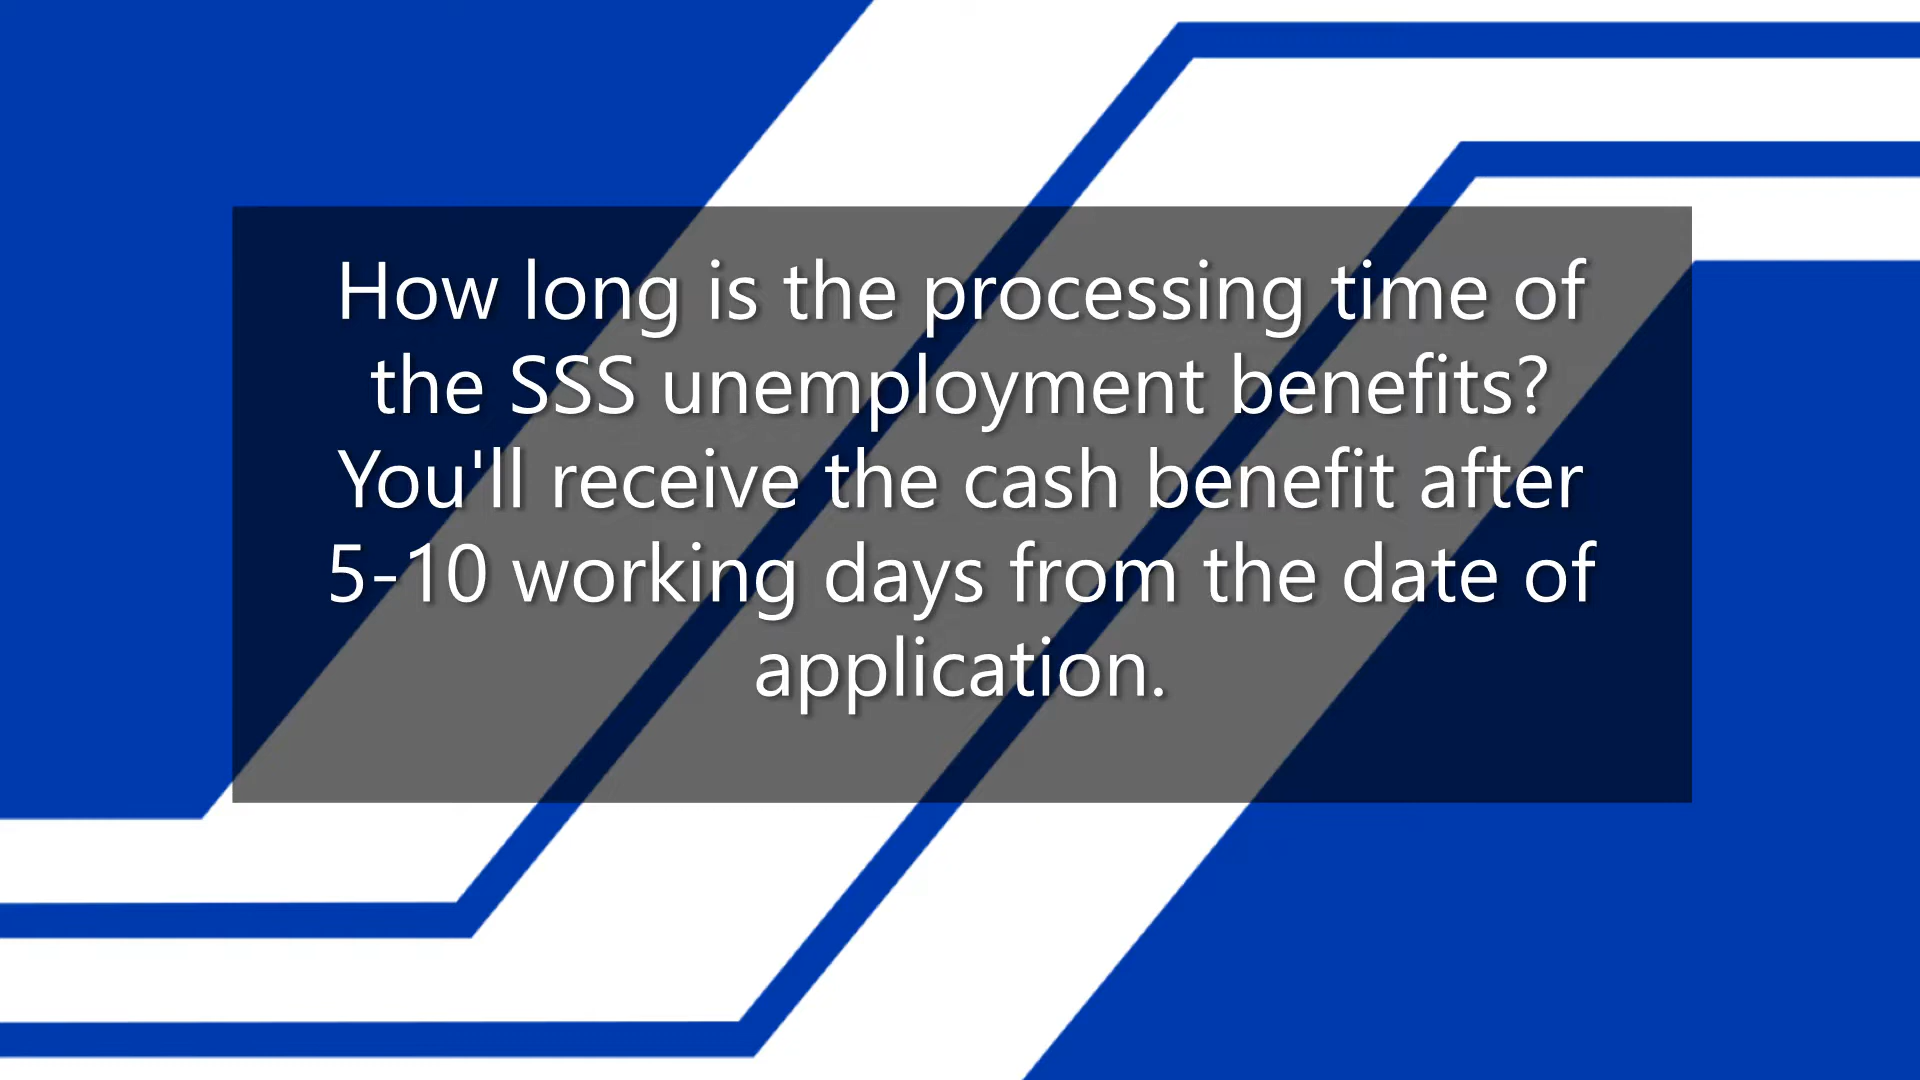 How long is the processing time of
the SSS unemployment benefits?
You'll receive the cash benefit after
5-10 working days from the date of
application.